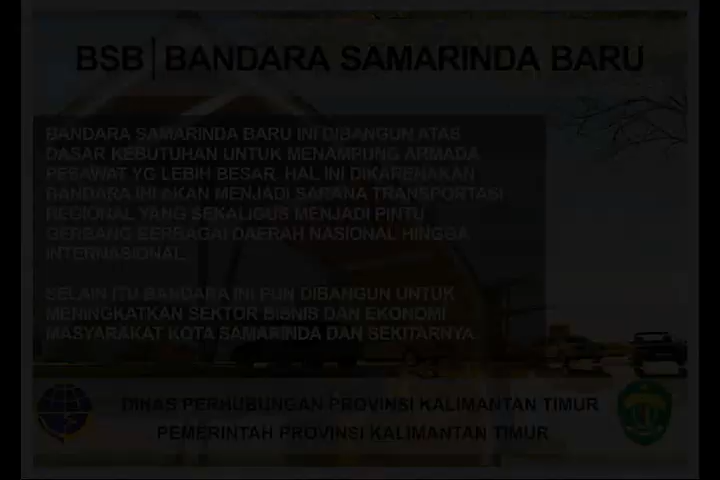 BSB | BANDARA SAMARINDA BARU
BANDARA SAMARINDA BARU INI DIBANGUN ATAS
DASAR KEBUTUHAN UNTUK MENAMPUNG ARMADA
PESAWAT YG LEBIH BESAR. HAL INI DIKARENAKAN
BANDARA INI AKAN MENJADI SARANA TRANSPORTASI
REGIONAL YANG SEKALIGUS MENJADI PINTU
GERBANG BERBAGAI DAERAH NASIONAL HINGGA
INTERNASIONAL.
SELAIN ITU BANDARA INI PUN DIBANGUN UNTUK
MENINGKATKAN SEKTOR BISNIS DAN EKONOMI
MASYARAKAT KOTA SAMARINDA DAN SEKITARNYA.
DINAS PERHUBUNGAN PROVINSI KALIMANTAN TIMUR
PEMERINTAH PROVINSI KALIMANTAN TIMUR